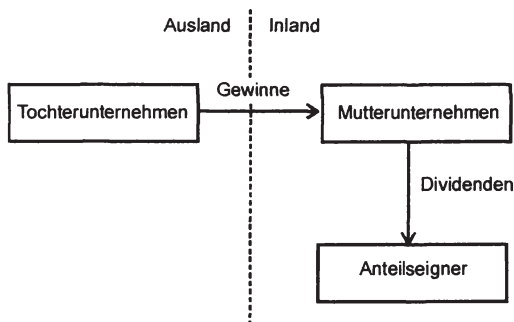 Ausland Inland
Gewinne
Tochterunternehmen Mutterunternehmen
Dividenden
Anteilseigner